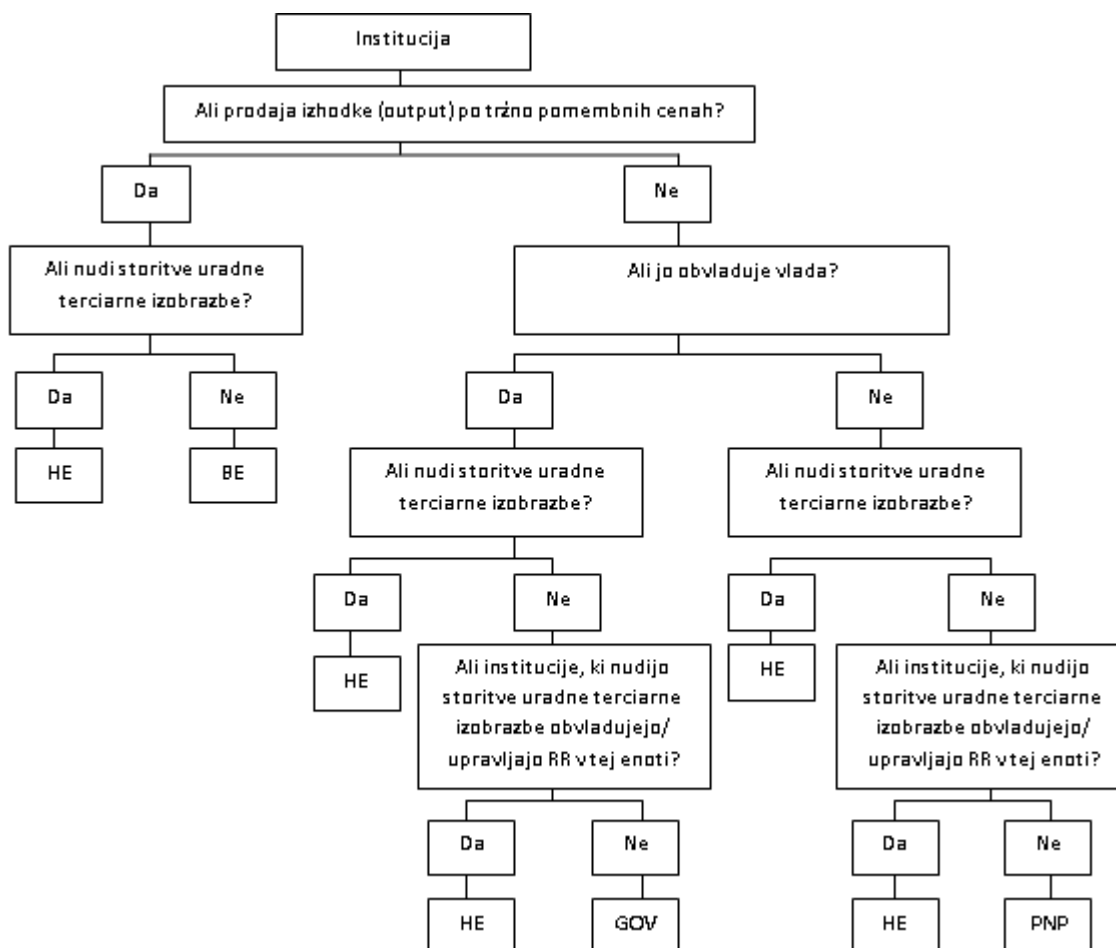 Institucija
Ali prodaja izhodke (output) po tržno pomembnih cenah?
Da
Ne
Ali nudi storitve uradne
terciarne izobrazbe?
Ali jo obvladuje vlada?
Da
Ne
Da
Ne
HE
BE
Ali nudi storitve uradne
terciarne izobrazbe?
Ali nudi storitve uradne
terciarne izobrazbe?
Da
Ne
Da
Ne
HE
HE
Ali institucije, ki nudijo
storitve uradne terciarne
izobrazbe obvladujejo/
upravljajo RR v tej enoti?
Ali institucije, ki nudijo
storitve uradne terciarne
izobrazbe obvladujejo/
upravljajo RR v tej enoti?
Da
Ne
Da
Ne
HE
GOV
HE
PNP